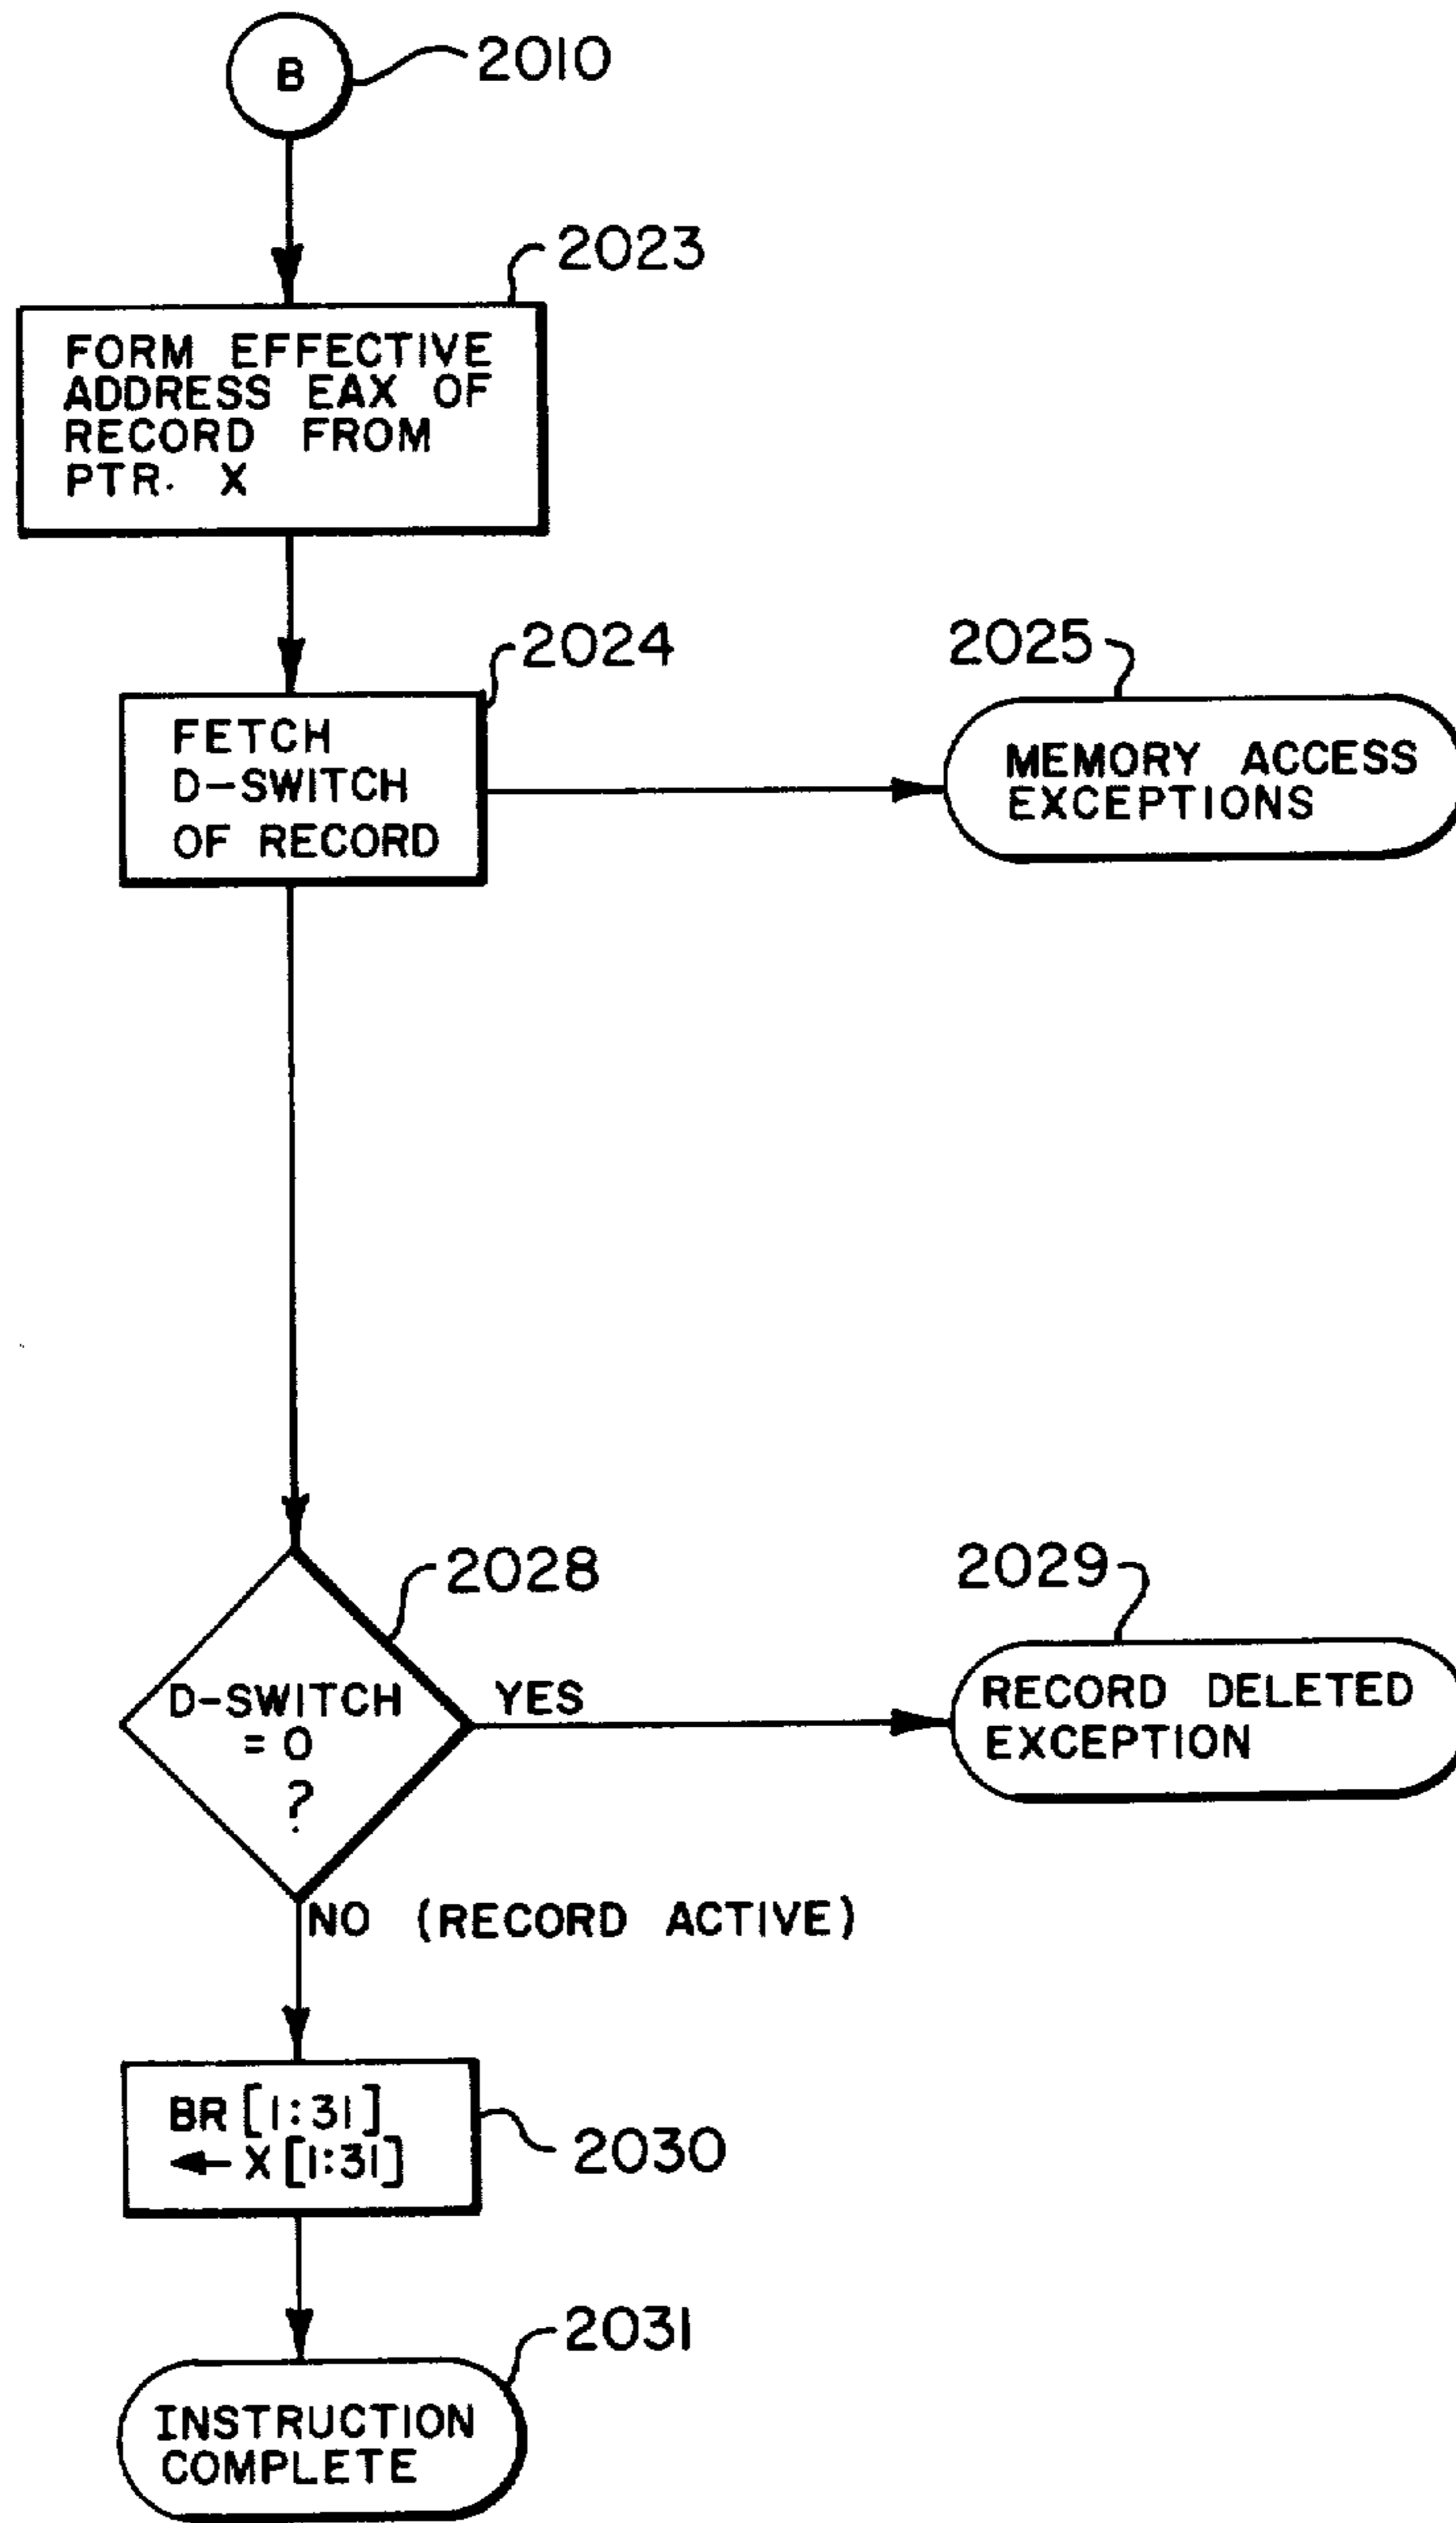 B
2010
2023
FORM EFFECTIVE
ADDRESS EAX OF
RECORD FROM
PTR. X
2024
FETCH
D-SWITCH
OF RECORD
2025
MEMORY ACCESS
EXCEPTIONS
2028
D-SWITCH
= 0
?
YES
2029
RECORD DELETED
EXCEPTION
NO (RECORD ACTIVE)
BR [1:31]
← X [1:31]
2030
2031
INSTRUCTION
COMPLETE